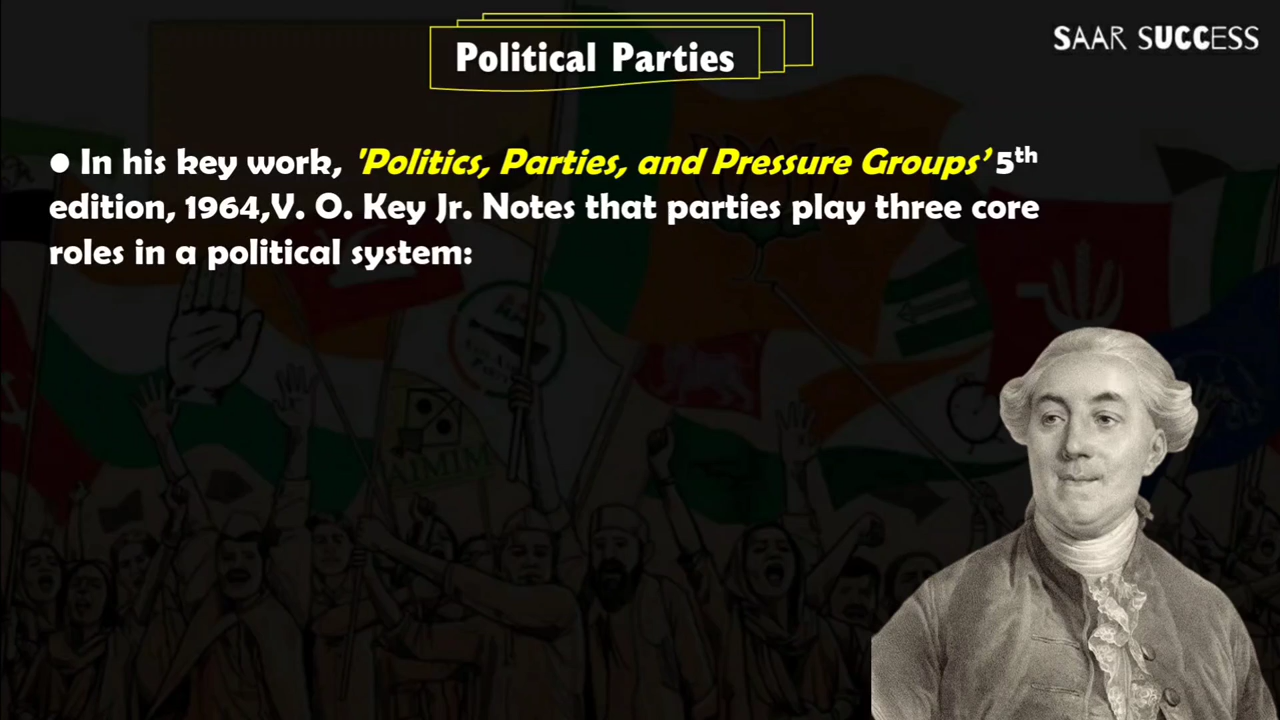 Political Parties
SAAR SUCCESS
● In his key work, 'Politics, Parties, and Pressure Groups’ 5th
edition, 1964,V. O. Key Jr. Notes that parties play three core
roles in a political system:
AIMIM